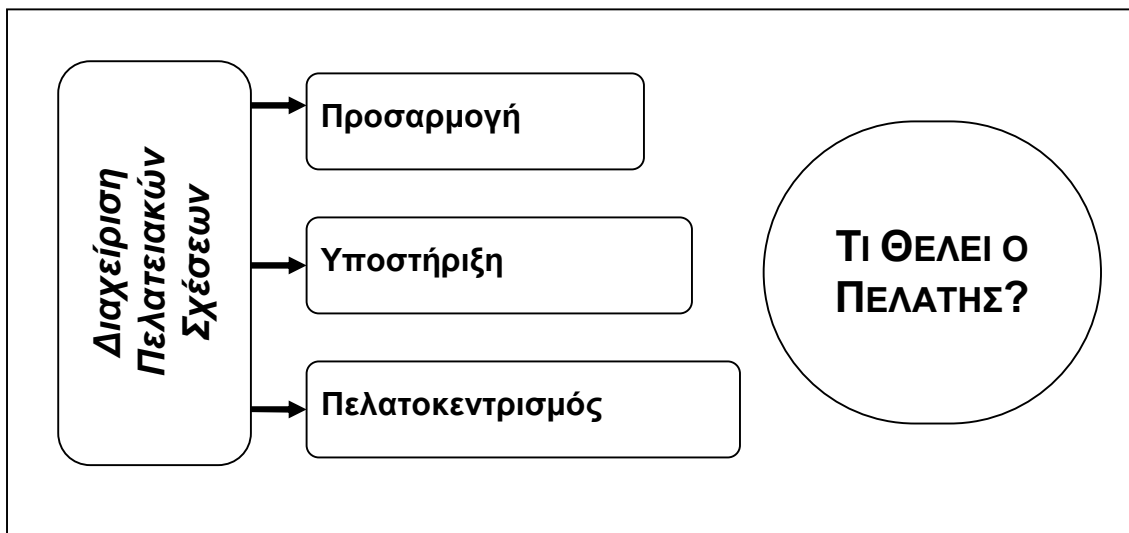 Διαχείριση
Πελατειακών
Σχέσεων
Προσαρμογή
Υποστήριξη
Πελατοκεντρισμός
ΤΙ ΘΕΛΕΙ Ο
ΠΕΛΑΤΗΣ?